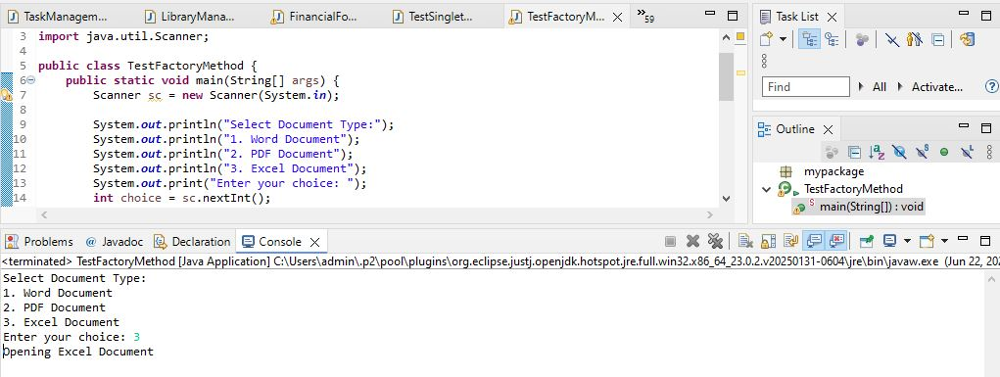 TaskManagem...
LibraryMana...
FinancialFo...
TestSinglet...
TestFactoryM...
59
3 import java.util.Scanner;
4
5 public class TestFactoryMethod {
6 public static void main(String[] args) {
7 Scanner sc = new Scanner(System.in);
8
9 System.out.println("Select Document Type:");
10 System.out.println("1. Word Document");
11 System.out.println("2. PDF Document");
12 System.out.println("3. Excel Document");
13 System.out.print("Enter your choice: ");
14 int choice = sc.nextInt();
Task List
Find
All
Activate...
Outline
mypackage
TestFactoryMethod
main(String[]) : void
Problems
Javadoc
Declaration
Console
<terminated> TestFactoryMethod [Java Application] C:\Users\admin\.p2\pool\plugins\org.eclipse.justj.openjdk.hotspot.jre.full.win32.x86_64_23.0.2.v20250131-0604\jre\bin\javaw.exe (Jun 22, 202
Select Document Type:
1. Word Document
2. PDF Document
3. Excel Document
Enter your choice: 3
Opening Excel Document